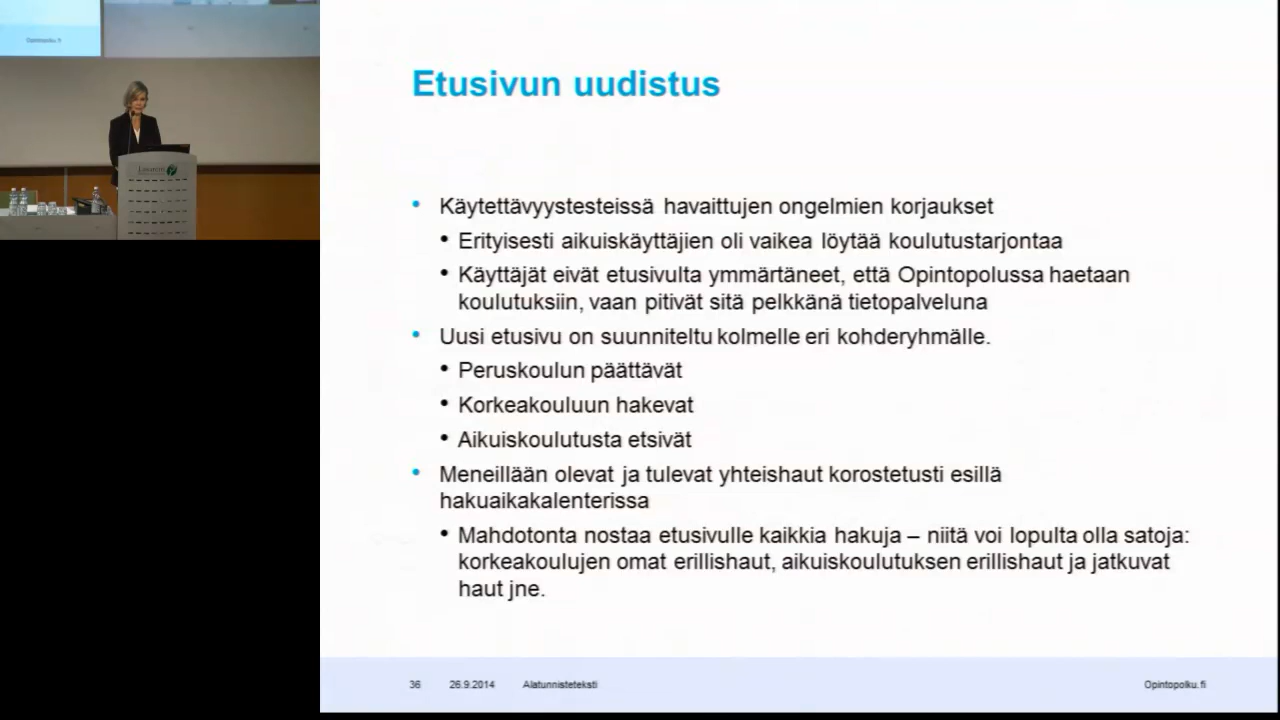 Opintopolku.fi
Etusivun uudistus
• Käytettävyystesteissä havaittujen ongelmien korjaukset
• Erityisesti aikuiskäyttäjien oli vaikea löytää koulutustarjontaa
• Käyttäjät eivät etusivulta ymmärtäneet, että Opintopolussa haetaan
koulutuksiin, vaan pitivät sitä pelkkänä tietopalveluna
• Uusi etusivu on suunniteltu kolmelle eri kohderyhmälle.
• Peruskoulun päättävät
• Korkeakouluun hakevat
• Aikuiskoulutusta etsivät
• Meneillään olevat ja tulevat yhteishaut korostetusti esillä
hakuaikakalenterissa
• Mahdotonta nostaa etusivulle kaikkia hakuja – niitä voi lopulta olla satoja:
korkeakoulujen omat erillishaut, aikuiskoulutuksen erillishaut ja jatkuvat
haut jne.
36 26.9.2014 Alatunnisteteksti Opintopolku.fi